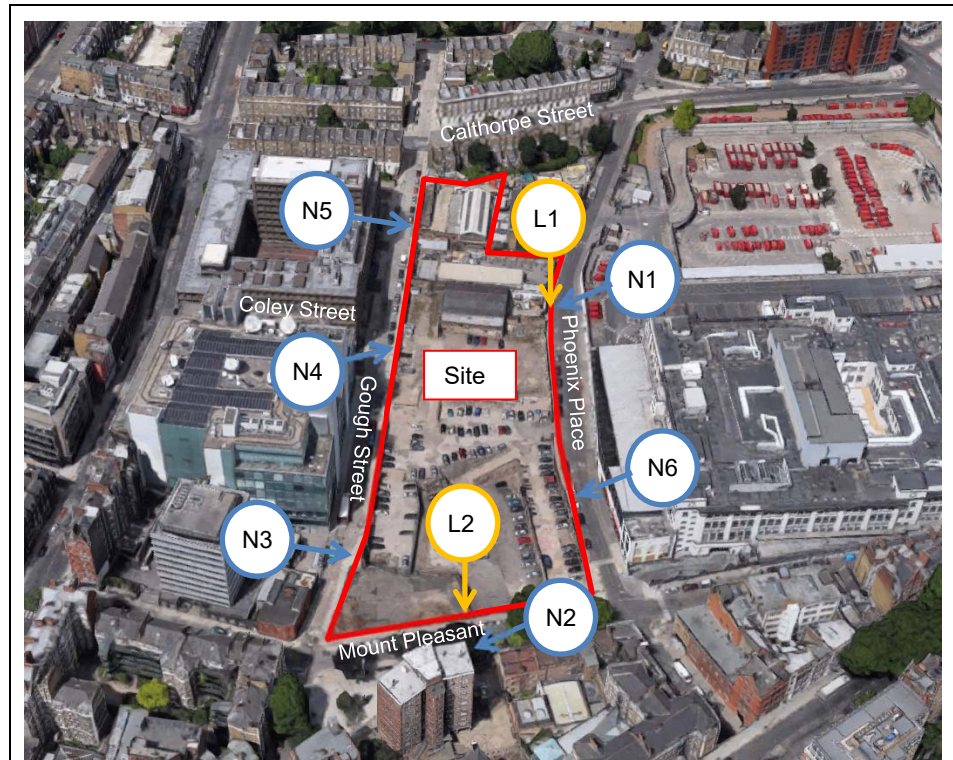 Calthorpe Street
N5
L1
N1
Coley Street
N4
Site
Phoenix Place
Gough Street
N6
L2
N3
N2
Mount Pleasant